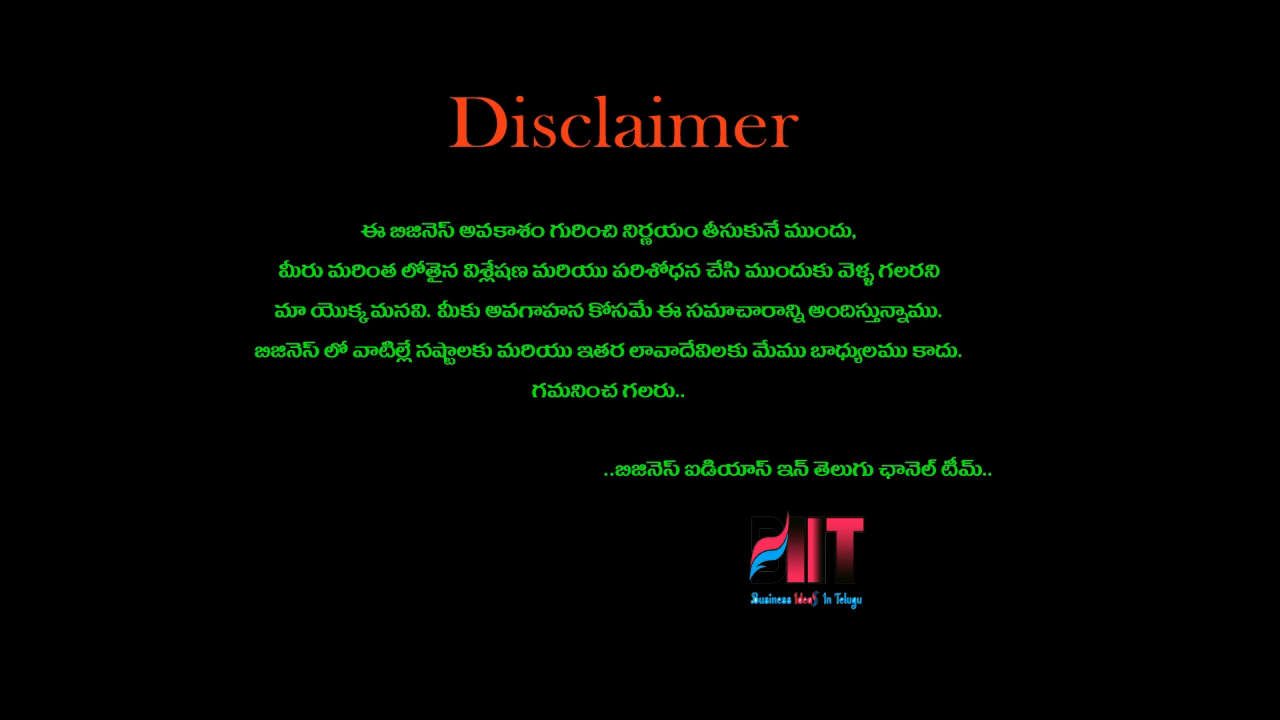 Disclaimer
ఈ బిజినెస్ అవకాశం గురించి నిర్ణయం తీసుకునే ముందు,
మీరు మరింత లోతైన విశ్లేషణ మరియు పరిశోధన చేసి ముందుకు వెళ్ళ గలరని
మా యొక్క మనవి. మీకు అవగాహన కోసమే ఈ సమాచారాన్ని అందిస్తున్నాము.
బిజినెస్ లో వాటిల్లే నష్టాలకు మరియు ఇతర లావాదేవిలకు మేము బాధ్యులము కాదు.
గమనించ గలరు..
..బిజినెస్ ఐడియాస్ ఇన్ తెలుగు ఛానెల్ టీమ్..
BIIT
Business Ideas In Telugu